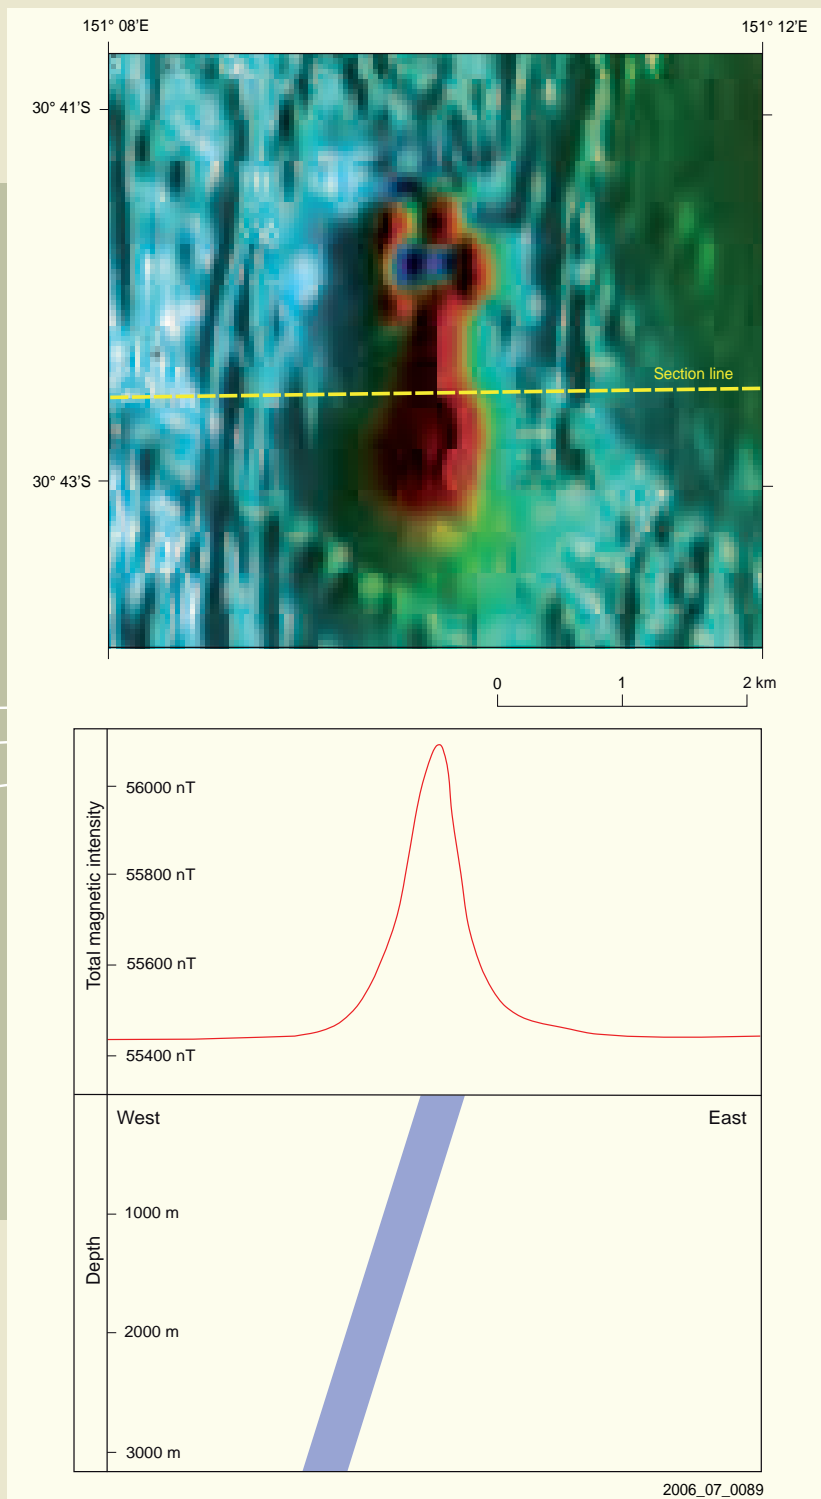 151° 08'E
151° 12'E
30° 41'S
Section line
30° 43'S
0 1 2 km
Total magnetic intensity
56000 nT
55800 nT
55600 nT
55400 nT
West
East
Depth
1000 m
2000 m
3000 m
2006_07_0089